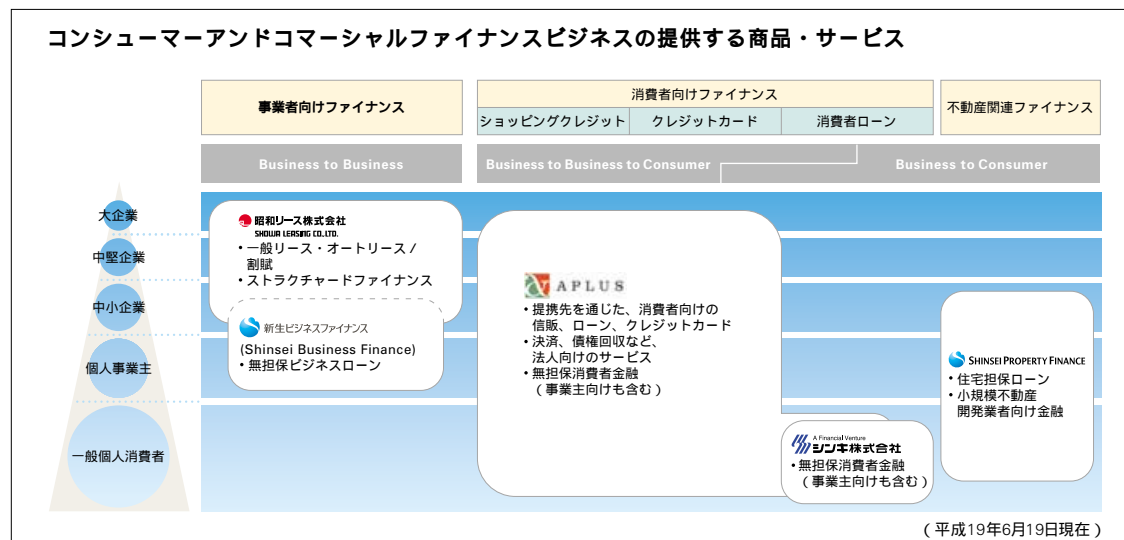 コンシューマーアンドコマーシャルファイナンスビジネスの提供する商品・サービス
事業者向けファイナンス
消費者向けファイナンス
ショッピングクレジット
クレジットカード
消費者ローン
不動産関連ファイナンス
Business to Business
Business to Business to Consumer
Business to Consumer
大企業
中堅企業
中小企業
個人事業主
一般個人消費者
昭和リース株式会社
SHOWA LEASING CO.,LTD.
・一般リース・オートリース/
割賦
・ストラクチャードファイナンス
新生ビジネスファイナンス
(Shinsei Business Finance)
・無担保ビジネスローン
APLUS
・提携先を通じた、消費者向けの
信販、ローン、クレジットカード
・決済、債権回収など、
法人向けのサービス
・無担保消費者金融
(事業主向けも含む)
A Financial Venture
シンキ株式会社
・無担保消費者金融
(事業主向けも含む)
SHINSEI PROPERTY FINANCE
・住宅担保ローン
・小規模不動産
開発業者向け金融
(平成19年6月19日現在)